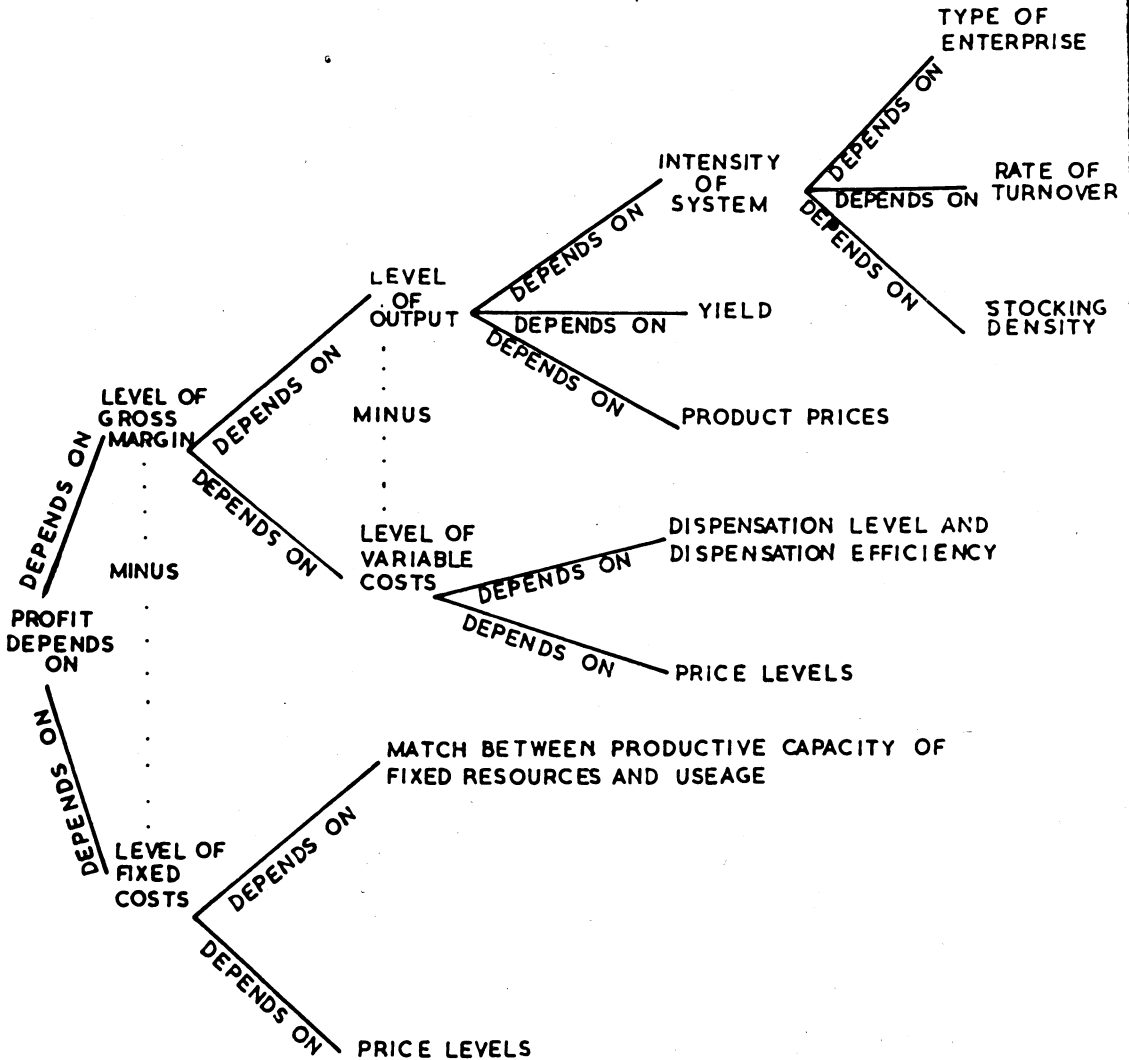 TYPE OF
ENTERPRISE
DEPENDS ON
INTENSITY
OF
SYSTEM
DEPENDS ON
RATE OF
TURNOVER
DEPENDS ON
STOCKING
DENSITY
DEPENDS ON
LEVEL
OF
OUTPUT
DEPENDS ON
YIELD
DEPENDS ON
PRODUCT PRICES
DEPENDS ON
LEVEL OF
GROSS
MARGIN
MINUS
DEPENDS ON
DEPENDS ON
LEVEL OF
VARIABLE
COSTS
DEPENDS ON
DISPENSATION LEVEL AND
DISPENSATION EFFICIENCY
DEPENDS ON
PRICE LEVELS
MINUS
PROFIT
DEPENDS
ON
DEPENDS ON
MATCH BETWEEN PRODUCTIVE CAPACITY OF
FIXED RESOURCES AND USEAGE
DEPENDS ON
LEVEL OF
FIXED
COSTS
DEPENDS ON
PRICE LEVELS